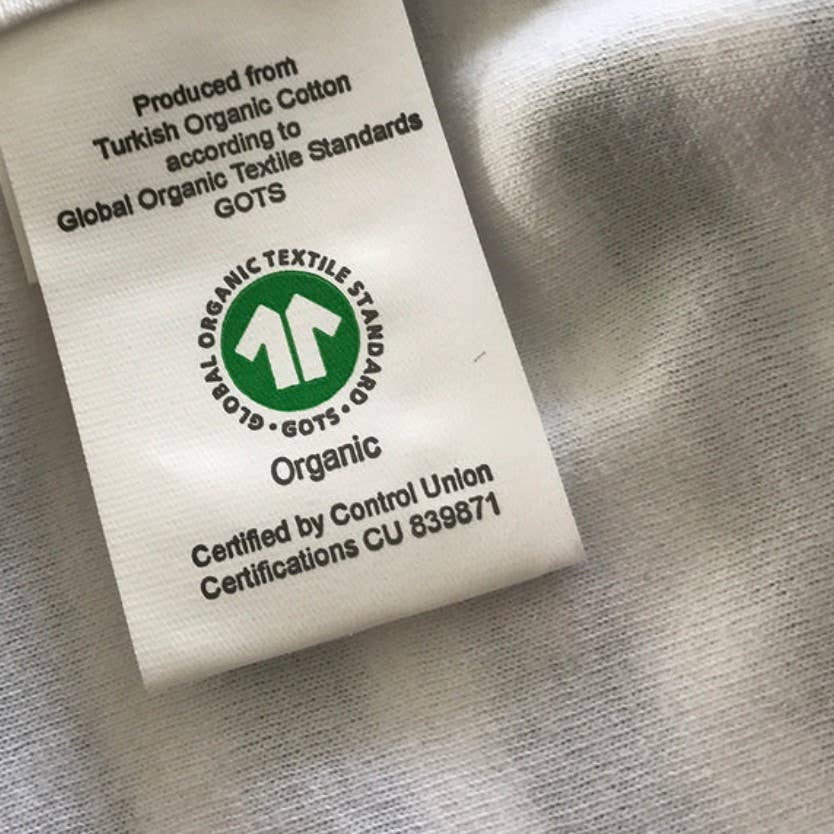 Produced from
Turkish Organic Cotton
according to
Global Organic Textile Standards
GOTS
GLOBAL ORGANIC TEXTILE STANDARD • GOTS •
Organic
Certified by Control Union
Certifications CU 839871